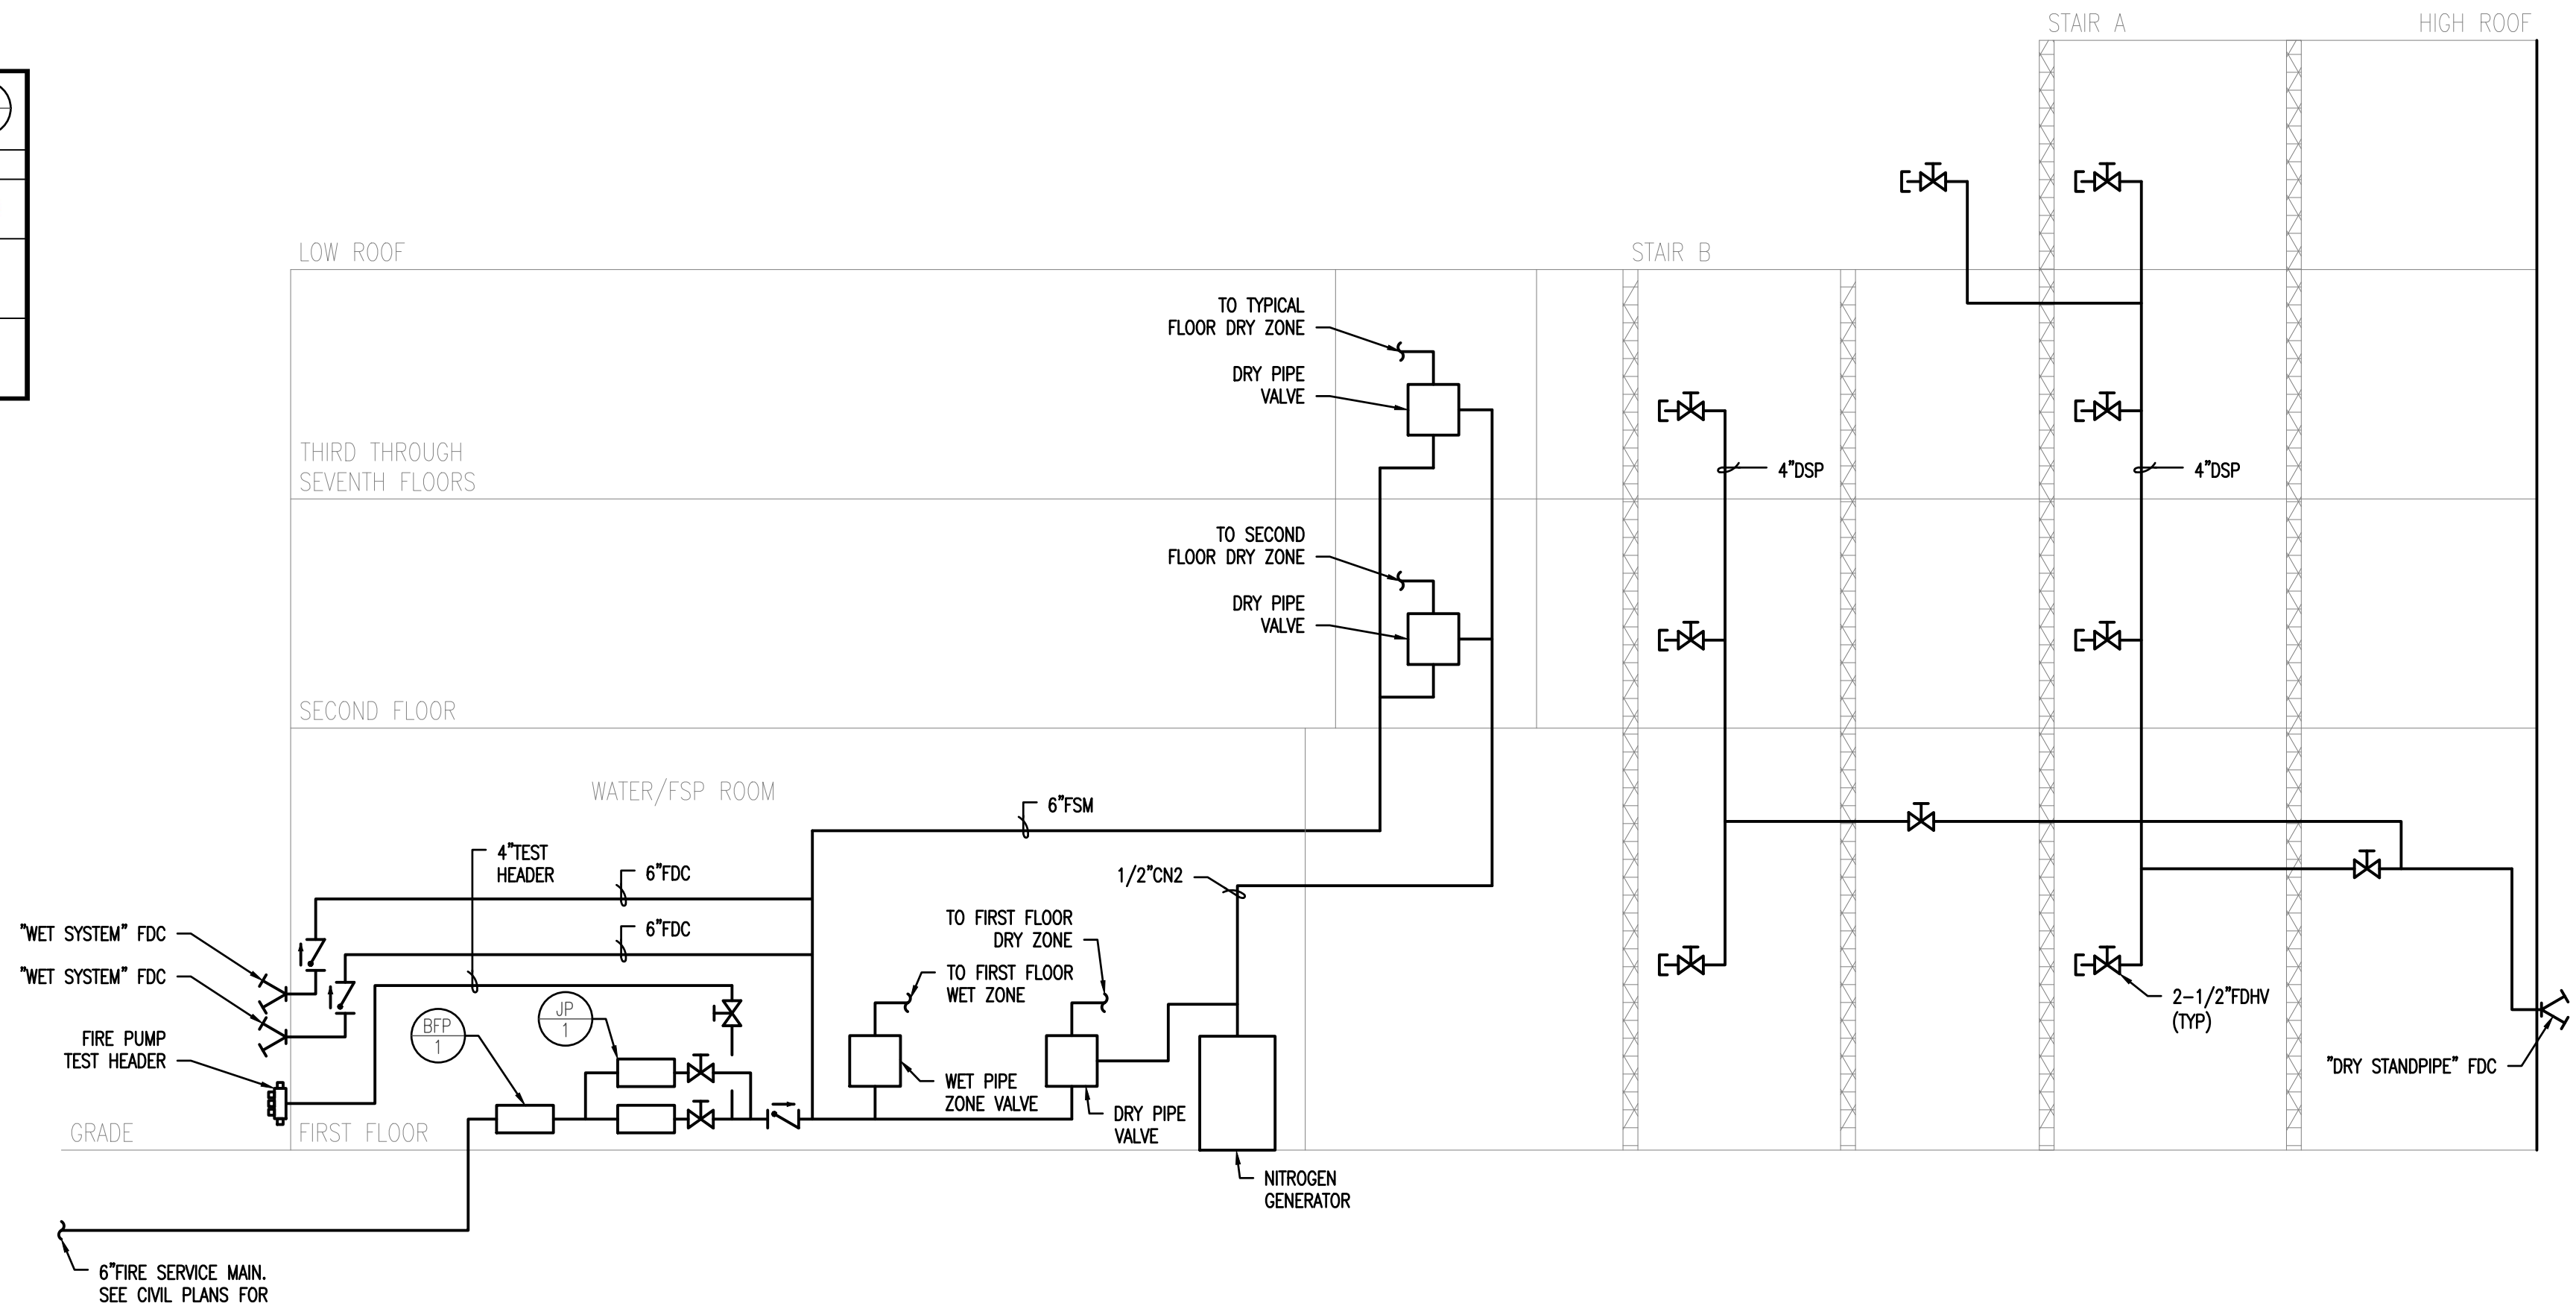 STAIR A
HIGH ROOF
LOW ROOF
STAIR B
TO TYPICAL
FLOOR DRY ZONE
DRY PIPE
VALVE
THIRD THROUGH
SEVENTH FLOORS
4"DSP
4"DSP
TO SECOND
FLOOR DRY ZONE
DRY PIPE
VALVE
SECOND FLOOR
WATER/FSP ROOM
6"FSM
4"TEST
HEADER
6"FDC
1/2"CN2
6"FDC
"WET SYSTEM" FDC
"WET SYSTEM" FDC
FIRE PUMP
TEST HEADER
BFP
1
JP
1
TO FIRST FLOOR
DRY ZONE
TO FIRST FLOOR
WET ZONE
WET PIPE
ZONE VALVE
DRY PIPE
VALVE
2-1/2"FDHV
(TYP)
"DRY STANDPIPE" FDC
GRADE
FIRST FLOOR
NITROGEN
GENERATOR
6"FIRE SERVICE MAIN.
SEE CIVIL PLANS FOR